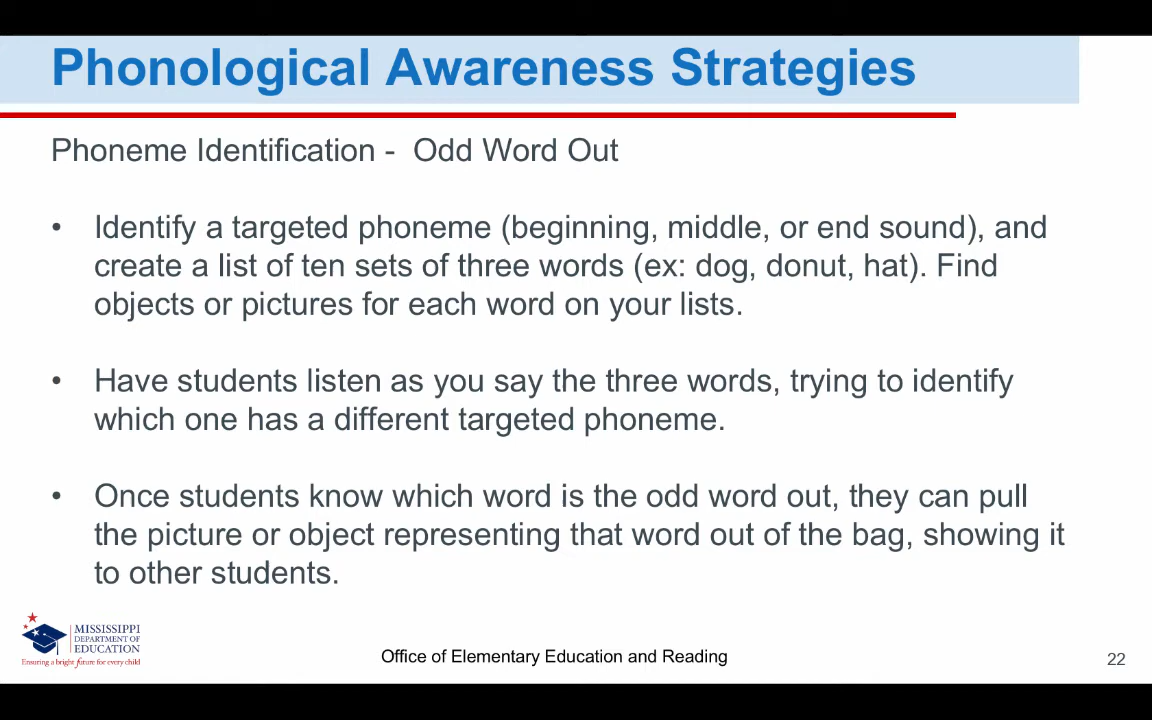 Phonological Awareness Strategies
Phoneme Identification - Odd Word Out
• Identify a targeted phoneme (beginning, middle, or end sound), and
create a list of ten sets of three words (ex: dog, donut, hat). Find
objects or pictures for each word on your lists.
• Have students listen as you say the three words, trying to identify
which one has a different targeted phoneme.
• Once students know which word is the odd word out, they can pull
the picture or object representing that word out of the bag, showing it
to other students.
MISSISSIPPI
DEPARTMENT OF
EDUCATION
Ensuring a bright future for every child
Office of Elementary Education and Reading
22